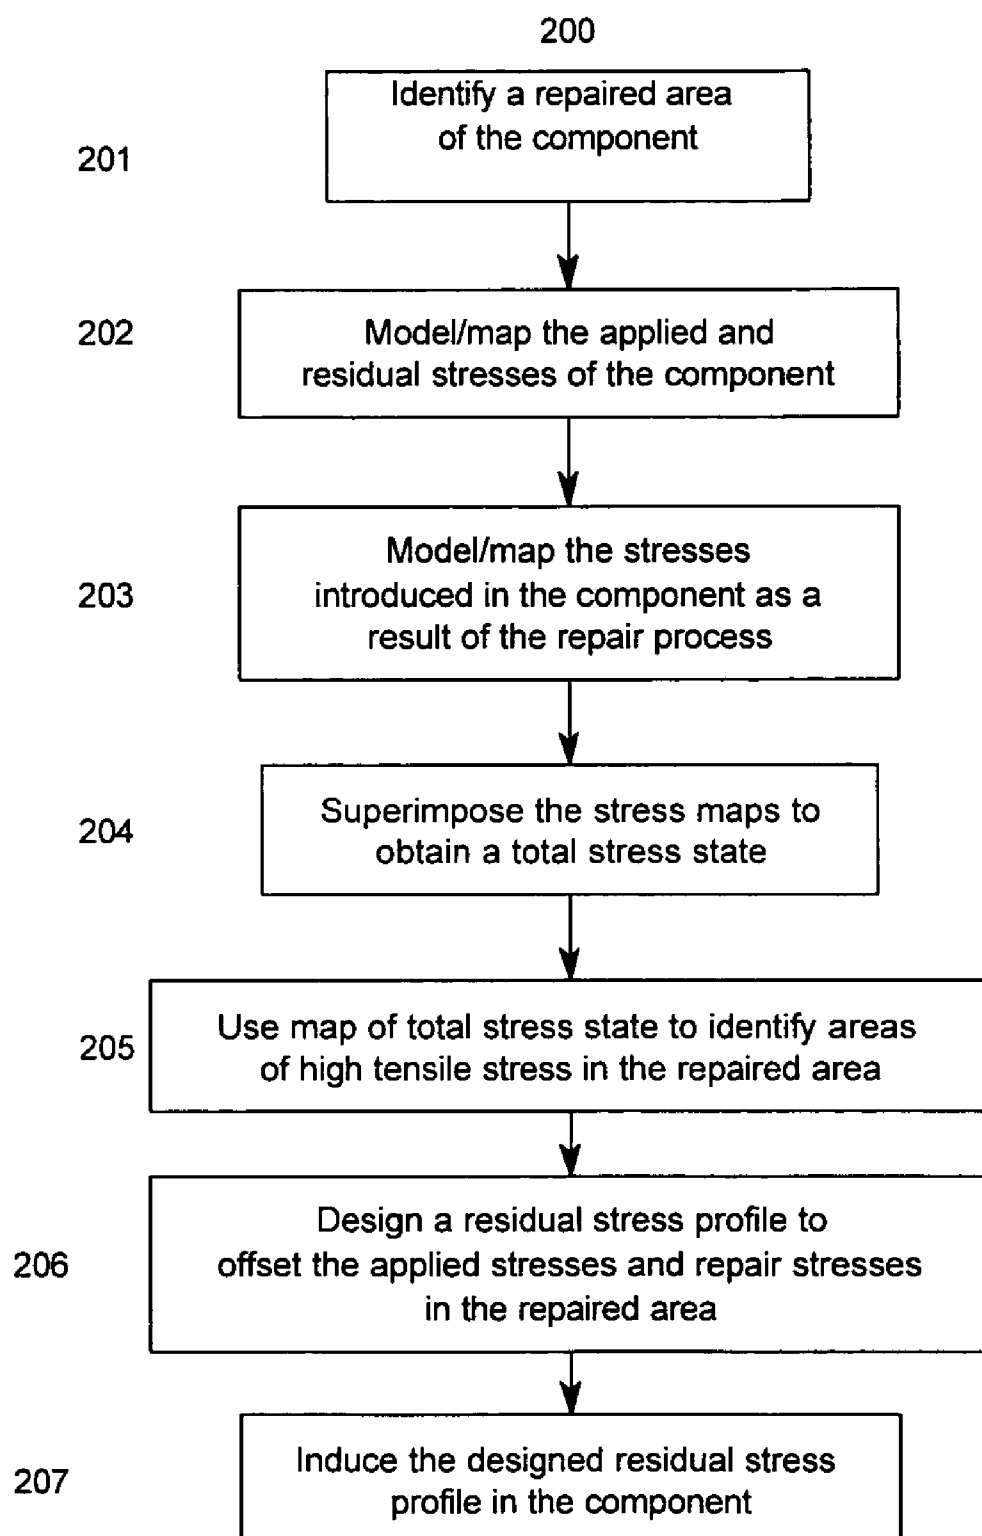 200
201
Identify a repaired area
of the component
202
Model/map the applied and
residual stresses of the component
203
Model/map the stresses
introduced in the component as a
result of the repair process
204
Superimpose the stress maps to
obtain a total stress state
205
Use map of total stress state to identify areas
of high tensile stress in the repaired area
206
Design a residual stress profile to
offset the applied stresses and repair stresses
in the repaired area
207
Induce the designed residual stress
profile in the component